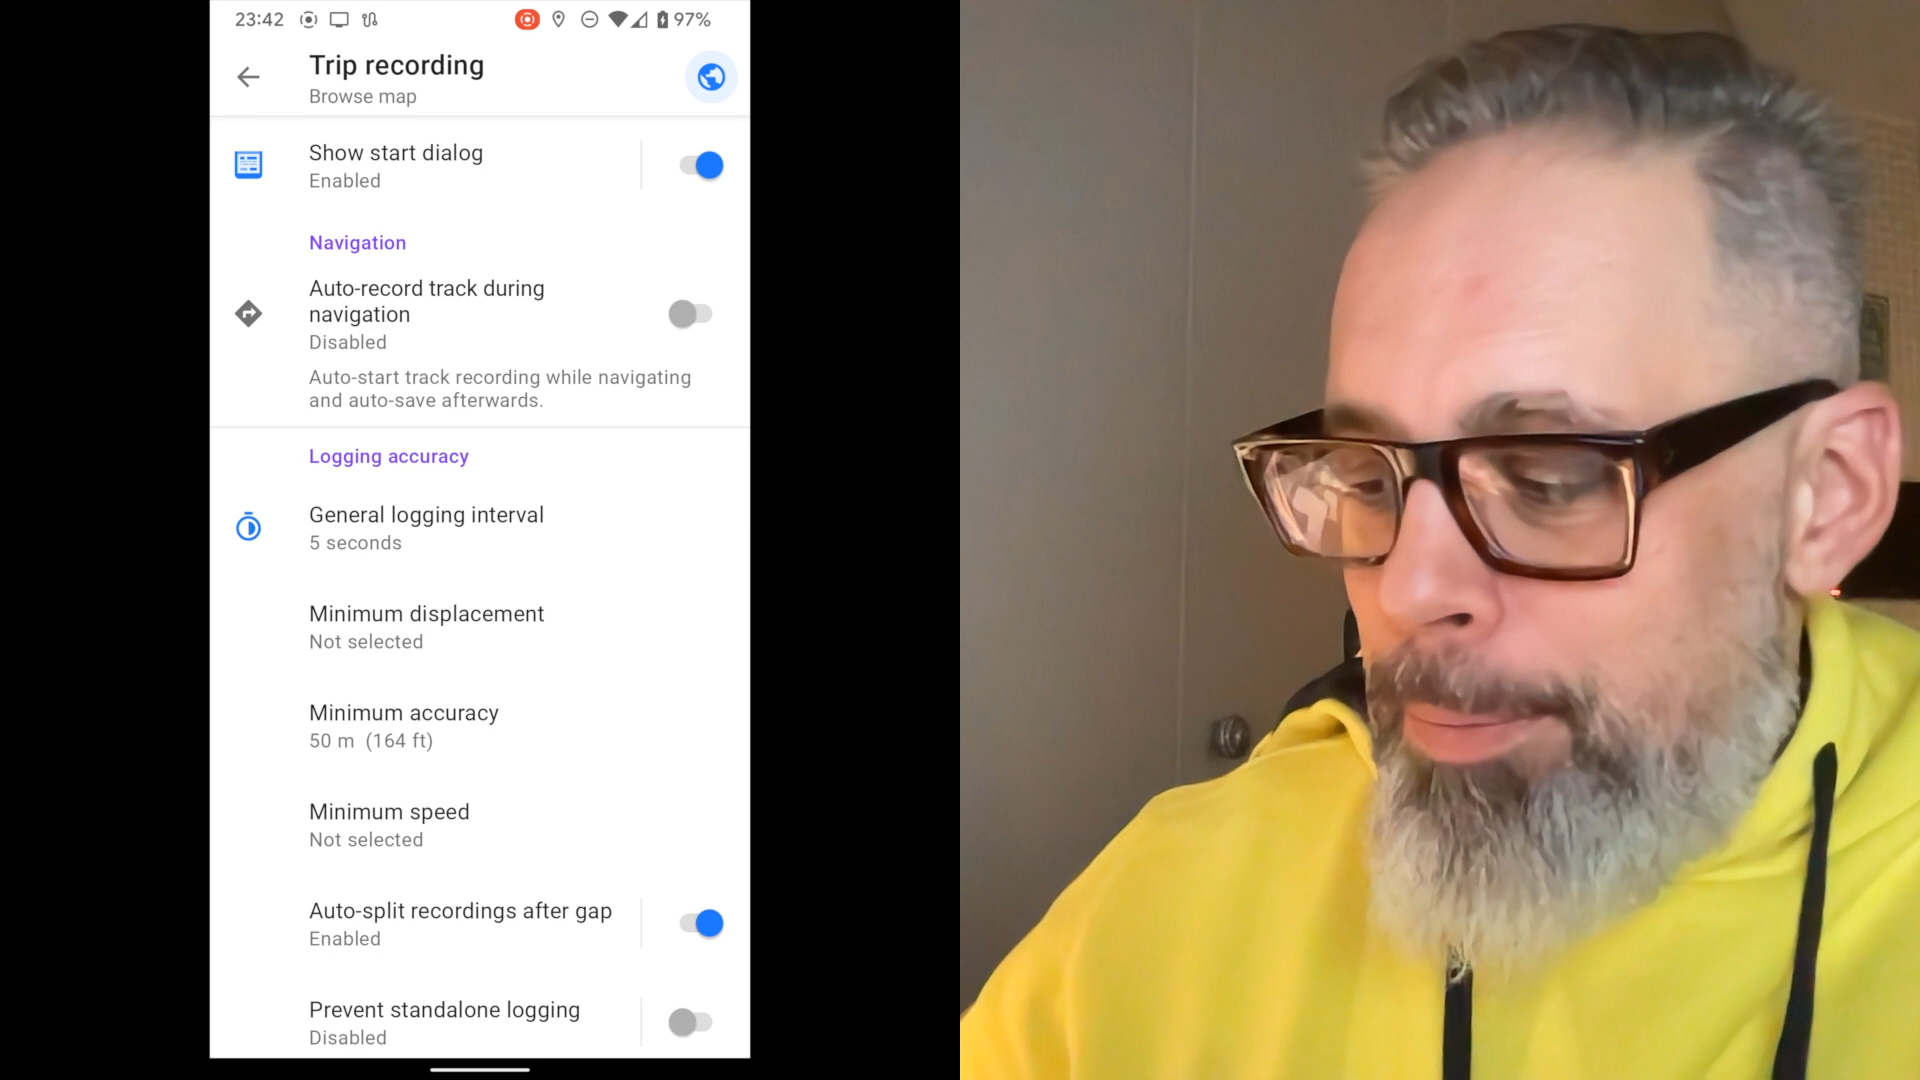 23:42
97%
Trip recording
Browse map
Show start dialog
Enabled
Navigation
Auto-record track during
navigation
Disabled
Auto-start track recording while navigating
and auto-save afterwards.
Logging accuracy
General logging interval
5 seconds
Minimum displacement
Not selected
Minimum accuracy
50 m (164 ft)
Minimum speed
Not selected
Auto-split recordings after gap
Enabled
Prevent standalone logging
Disabled